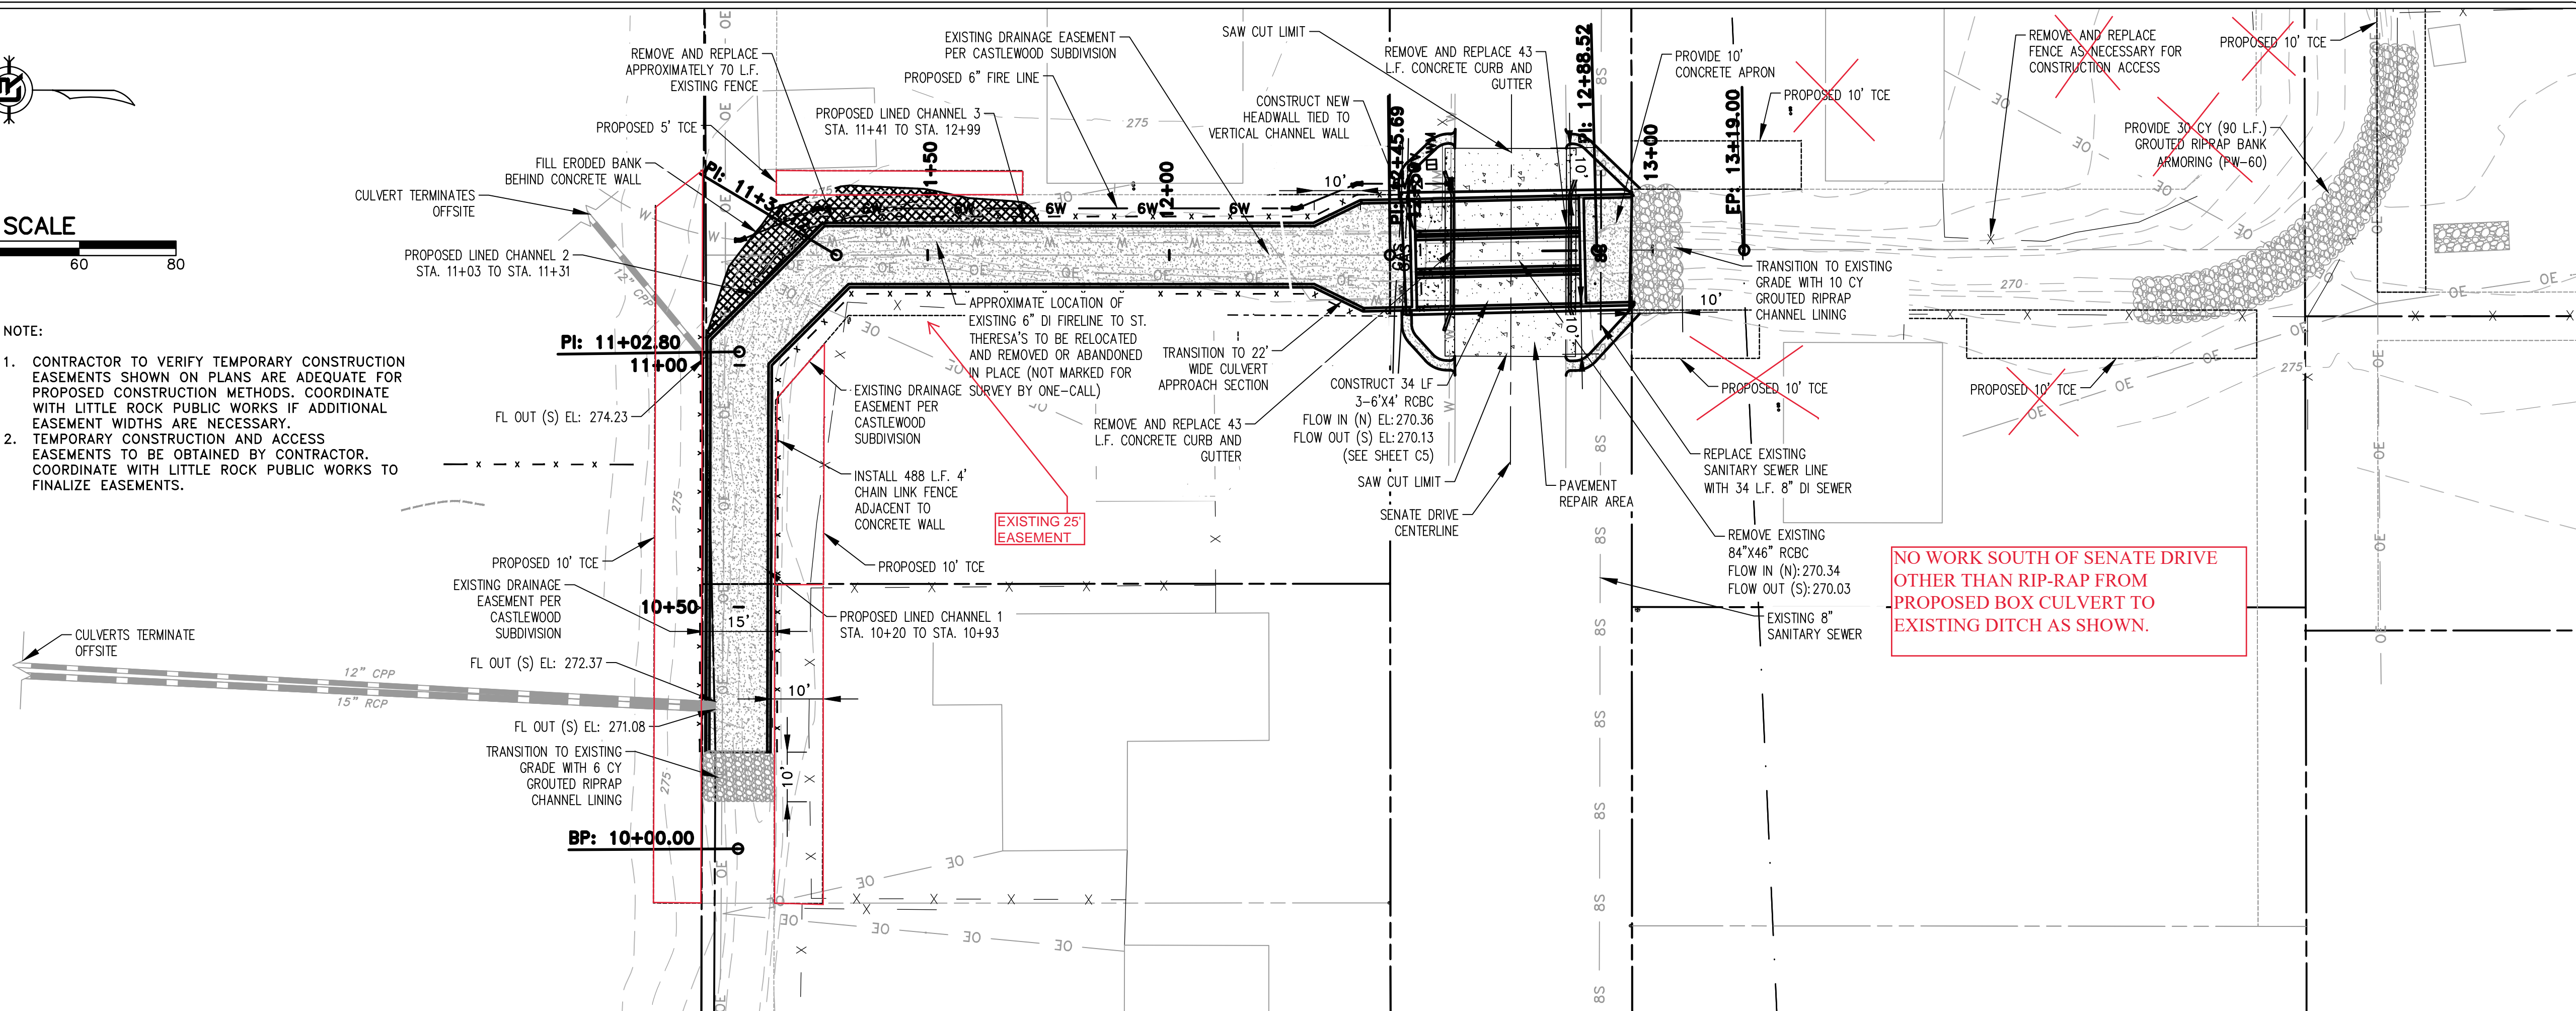 SCALE
60
80
NOTE:
1. CONTRACTOR TO VERIFY TEMPORARY CONSTRUCTION
EASEMENTS SHOWN ON PLANS ARE ADEQUATE FOR
PROPOSED CONSTRUCTION METHODS. COORDINATE
WITH LITTLE ROCK PUBLIC WORKS IF ADDITIONAL
EASEMENT WIDTHS ARE NECESSARY.
2. TEMPORARY CONSTRUCTION AND ACCESS
EASEMENTS TO BE OBTAINED BY CONTRACTOR.
COORDINATE WITH LITTLE ROCK PUBLIC WORKS TO
FINALIZE EASEMENTS.
CULVERT TERMINATES
OFFSITE
PROPOSED LINED CHANNEL 2
STA. 11+03 TO STA. 11+31
12" CPP
FILL ERODED BANK
BEHIND CONCRETE WALL
PROPOSED 5' TCE
REMOVE AND REPLACE
APPROXIMATELY 70 L.F.
EXISTING FENCE
PROPOSED LINED CHANNEL 3
STA. 11+41 TO STA. 12+99
PROPOSED 6" FIRE LINE
EXISTING DRAINAGE EASEMENT
PER CASTLEWOOD SUBDIVISION
SAW CUT LIMIT
CONSTRUCT NEW
HEADWALL TIED TO
VERTICAL CHANNEL WALL
REMOVE AND REPLACE 43
L.F. CONCRETE CURB AND
GUTTER
PI: 12+88.52
PROVIDE 10'
CONCRETE APRON
PROPOSED 10' TCE
13+00
EP: 13+19.00
REMOVE AND REPLACE
FENCE AS NECESSARY FOR
CONSTRUCTION ACCESS
PROPOSED 10' TCE
PROVIDE 30 CY (90 L.F.)
GROUTED RIPRAP BANK
ARMORING (PW-60)
275
12+00
10'
6W
6W
6W
6W
6W
PI: 11+02.80
11+00
FL OUT (S) EL: 274.23
APPROXIMATE LOCATION OF
EXISTING 6" DI FIRELINE TO ST.
THERESA'S TO BE RELOCATED
AND REMOVED OR ABANDONED
IN PLACE (NOT MARKED FOR
SURVEY BY ONE-CALL)
EXISTING DRAINAGE
EASEMENT PER
CASTLEWOOD
SUBDIVISION
INSTALL 488 L.F. 4'
CHAIN LINK FENCE
ADJACENT TO
CONCRETE WALL
EXISTING 25'
EASEMENT
PROPOSED 10' TCE
TRANSITION TO 22'
WIDE CULVERT
APPROACH SECTION
REMOVE AND REPLACE 43
L.F. CONCRETE CURB AND
GUTTER
CONSTRUCT 34 LF
3-6'X4' RCBC
FLOW IN (N) EL:270.36
FLOW OUT (S) EL:270.13
(SEE SHEET C5)
SAW CUT LIMIT
SENATE DRIVE
CENTERLINE
PAVEMENT
REPAIR AREA
TRANSITION TO EXISTING
GRADE WITH 10 CY
GROUTED RIPRAP
CHANNEL LINING
10'
270
275
PROPOSED 10' TCE
PROPOSED 10' TCE
REPLACE EXISTING
SANITARY SEWER LINE
WITH 34 L.F. 8" DI SEWER
REMOVE EXISTING
84"X46" RCBC
FLOW IN (N):270.34
FLOW OUT (S):270.03
EXISTING 8"
SANITARY SEWER
NO WORK SOUTH OF SENATE DRIVE
OTHER THAN RIP-RAP FROM
PROPOSED BOX CULVERT TO
EXISTING DITCH AS SHOWN.
PROPOSED 10' TCE
EXISTING DRAINAGE
EASEMENT PER
CASTLEWOOD
SUBDIVISION
10+50
15'
PROPOSED LINED CHANNEL 1
STA. 10+20 TO STA. 10+93
CULVERTS TERMINATE
OFFSITE
12" CPP
15" RCP
FL OUT (S) EL: 272.37
10'
FL OUT (S) EL: 271.08
TRANSITION TO EXISTING
GRADE WITH 6 CY
GROUTED RIPRAP
CHANNEL LINING
10'
275
275
BP: 10+00.00